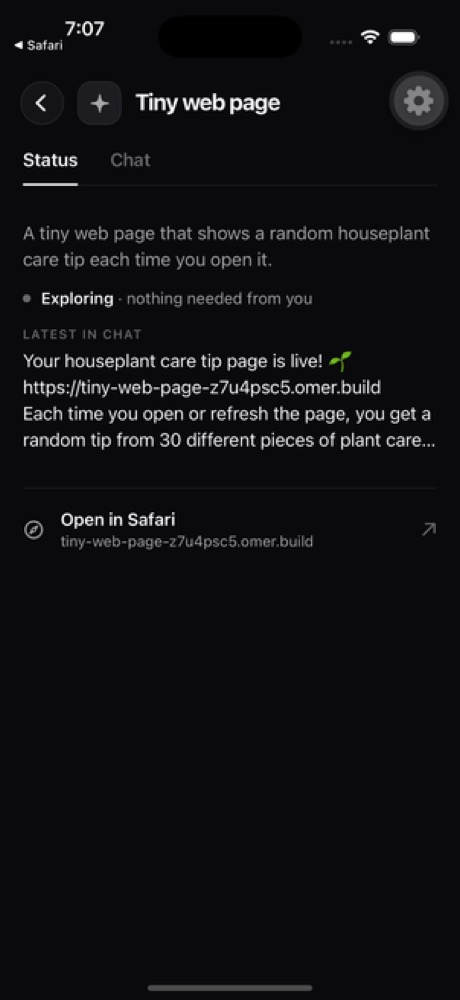 7:07
◀ Safari
Tiny web page
Status
Chat
A tiny web page that shows a random houseplant
care tip each time you open it.
Exploring · nothing needed from you
LATEST IN CHAT
Your houseplant care tip page is live! 🌱
https://tiny-web-page-z7u4psc5.omer.build
Each time you open or refresh the page, you get a
random tip from 30 different pieces of plant care...
Open in Safari
tiny-web-page-z7u4psc5.omer.build